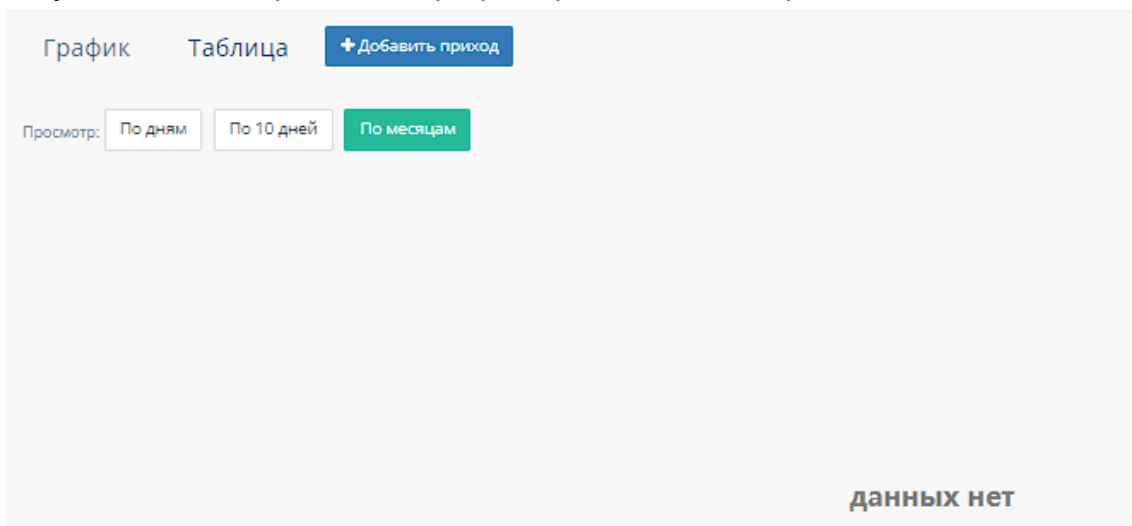 График Таблица +Добавить приход
Просмотр: По дням По 10 дней По месяцам
данных нет